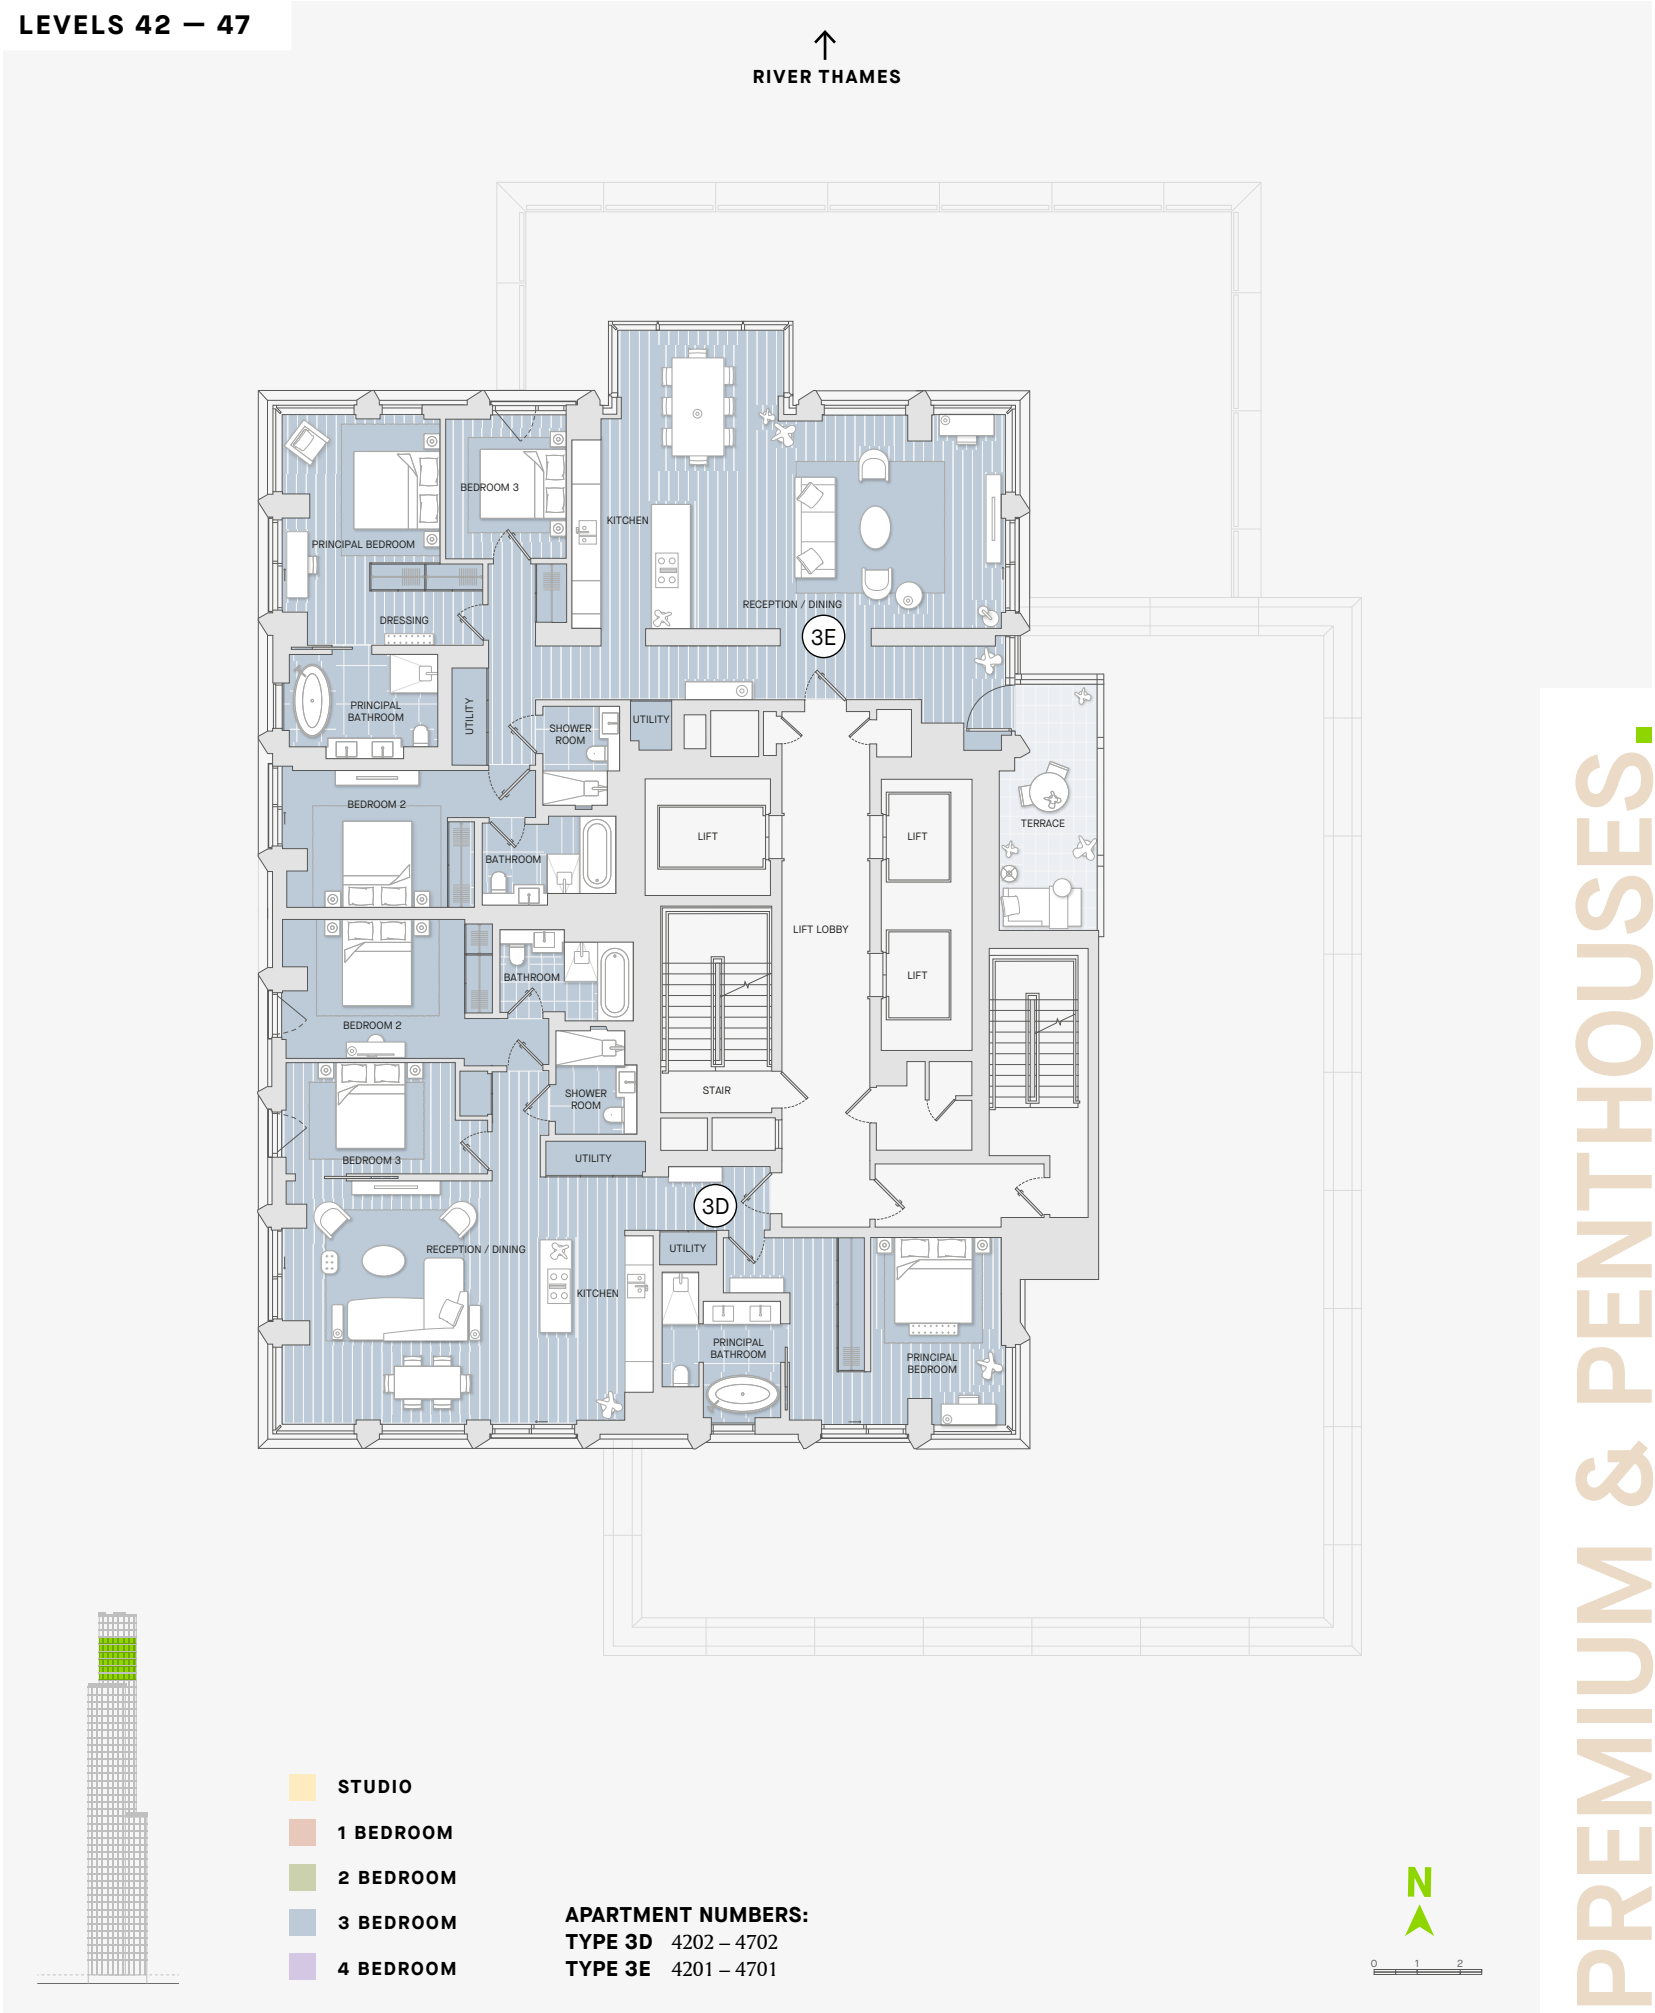 LEVELS 42 — 47
RIVER THAMES
BEDROOM 3
KITCHEN
PRINCIPAL BEDROOM
RECEPTION / DINING
DRESSING
3E
PRINCIPAL
BATHROOM
UTILITY
SHOWER
ROOM
UTILITY
BEDROOM 2
BATHROOM
LIFT
LIFT
TERRACE
LIFT LOBBY
BATHROOM
LIFT
BEDROOM 2
STAIR
SHOWER
ROOM
BEDROOM 3
UTILITY
3D
RECEPTION / DINING
UTILITY
KITCHEN
PRINCIPAL
BATHROOM
PRINCIPAL
BEDROOM
PREMIUM & PENTHOUSES.
STUDIO
1 BEDROOM
2 BEDROOM
3 BEDROOM
4 BEDROOM
APARTMENT NUMBERS:
TYPE 3D 4202 – 4702
TYPE 3E 4201 – 4701
N
0 1 2